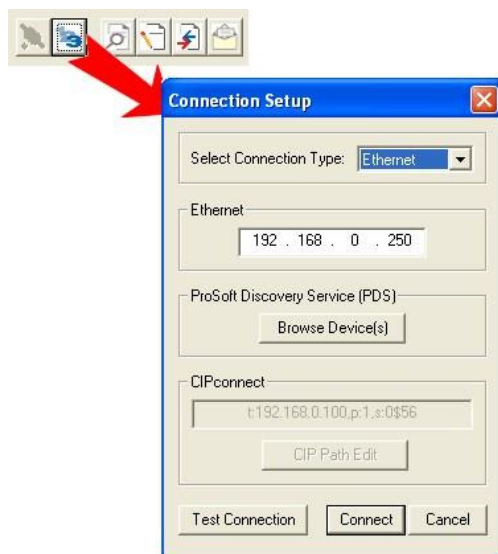 Connection Setup
Select Connection Type: Ethernet
Ethernet
192 . 168 . 0 . 250
ProSoft Discovery Service (PDS)
Browse Device(s)
CIPconnect
t:192.168.0.100,p:1,s:0$56
CIP Path Edit
Test Connection Connect Cancel